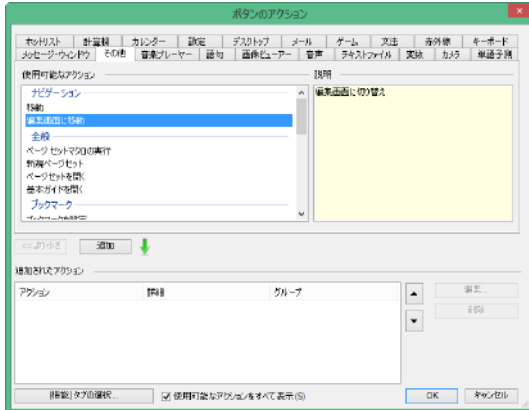 ボタンのアクション
ホットリスト 計算機 カレンダー 設定 デスクトップ メール ゲーム 文法 赤外線 キーボード
メッセージ・ウィンドウ その他 音楽プレーヤー 語句 画像ビューアー 音声 テキストファイル 変数 カメラ 単語予測
使用可能なアクション 説明
ナビゲーション
移動
編集画面に移動
編集画面に切り替え
全般
ページセットマクロの実行
新規ページセット
ページセットを開く
基本ガイドを開く
ブックマーク
追加
追加されたアクション
アクション 詳細 グループ
編集...
削除
[機能]タブの選択...
使用可能なアクションをすべて表示(S)
OK
キャンセル